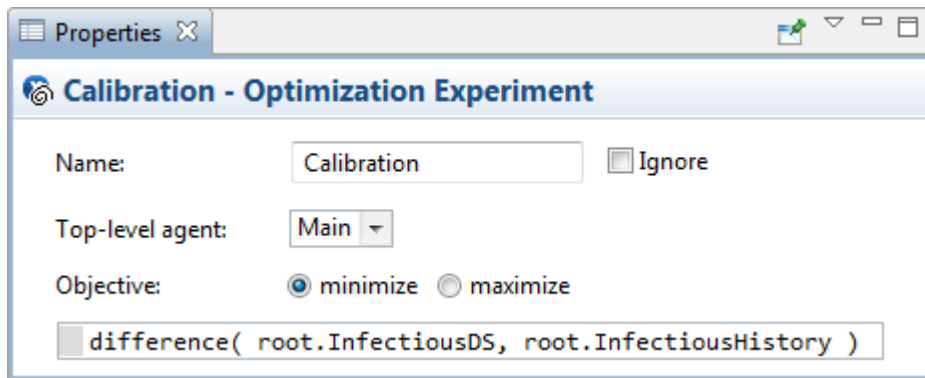 Properties
Calibration - Optimization Experiment
Name: Calibration Ignore
Top-level agent: Main
Objective: minimize maximize
difference( root.InfectiousDS, root.InfectiousHistory )